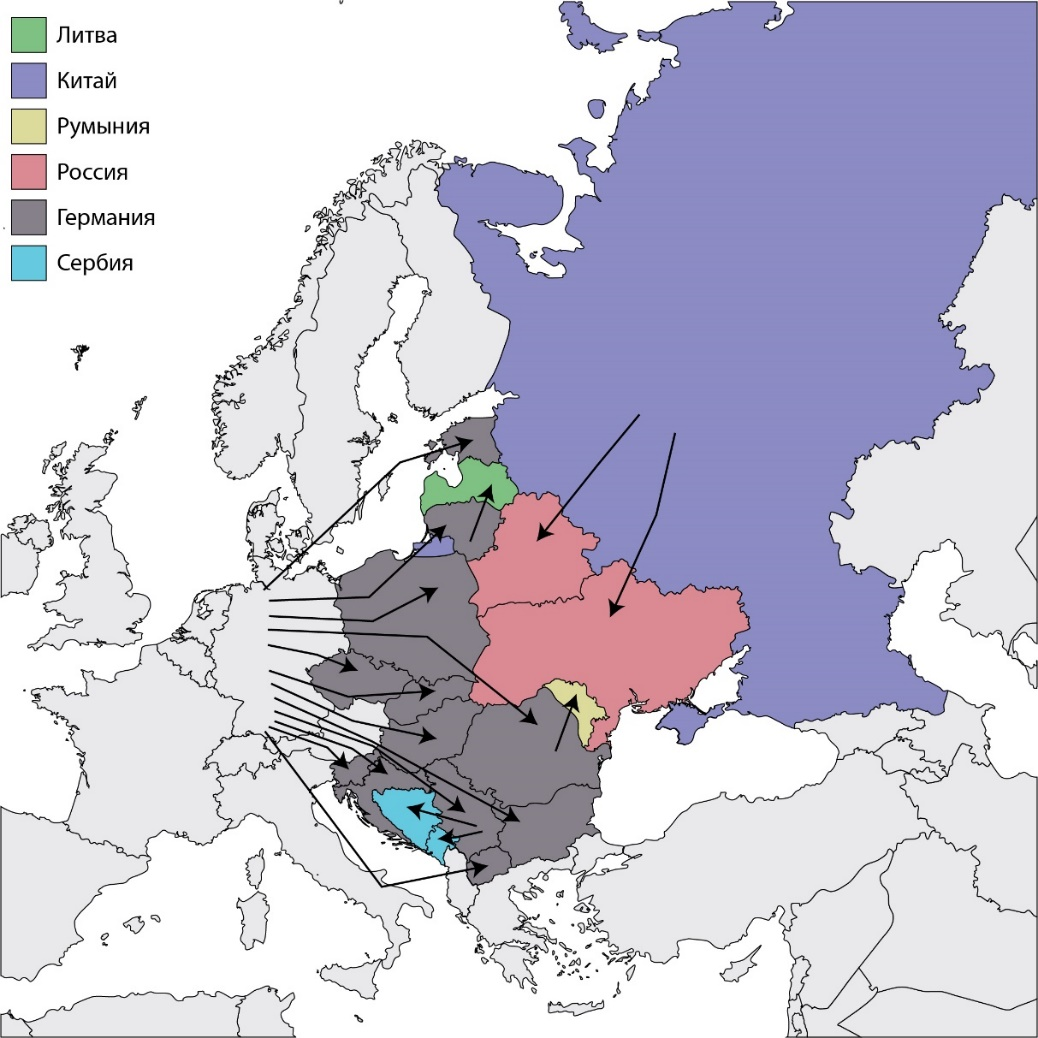 Литва
Китай
Румыния
Россия
Германия
Сербия